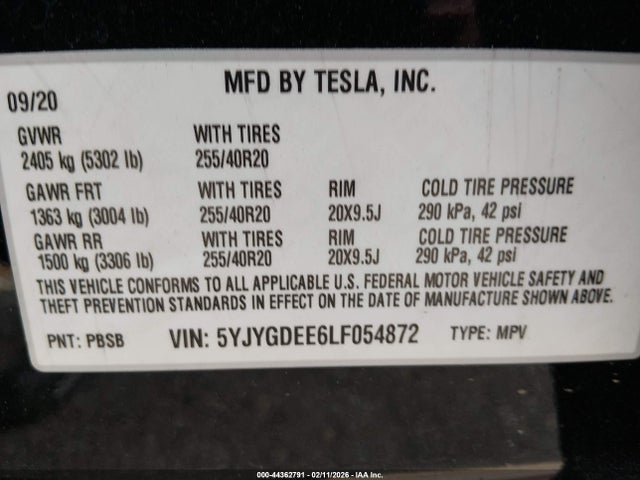 MFD BY TESLA, INC.
09/20
GVWR WITH TIRES
2405 kg (5302 lb) 255/40R20
GAWR FRT WITH TIRES RIM COLD TIRE PRESSURE
1363 kg (3004 lb) 255/40R20 20X9.5J 290 kPa, 42 psi
GAWR RR WITH TIRES RIM COLD TIRE PRESSURE
1500 kg (3306 lb) 255/40R20 20X9.5J 290 kPa, 42 psi
THIS VEHICLE CONFORMS TO ALL APPLICABLE U.S. FEDERAL MOTOR VEHICLE SAFETY AND
THEFT PREVENTION STANDARDS IN EFFECT ON THE DATE OF MANUFACTURE SHOWN ABOVE.
PNT: PBSB VIN: 5YJYGDEE6LF054872 TYPE: MPV
000-44362791 - 02/11/2026 - IAA Inc.